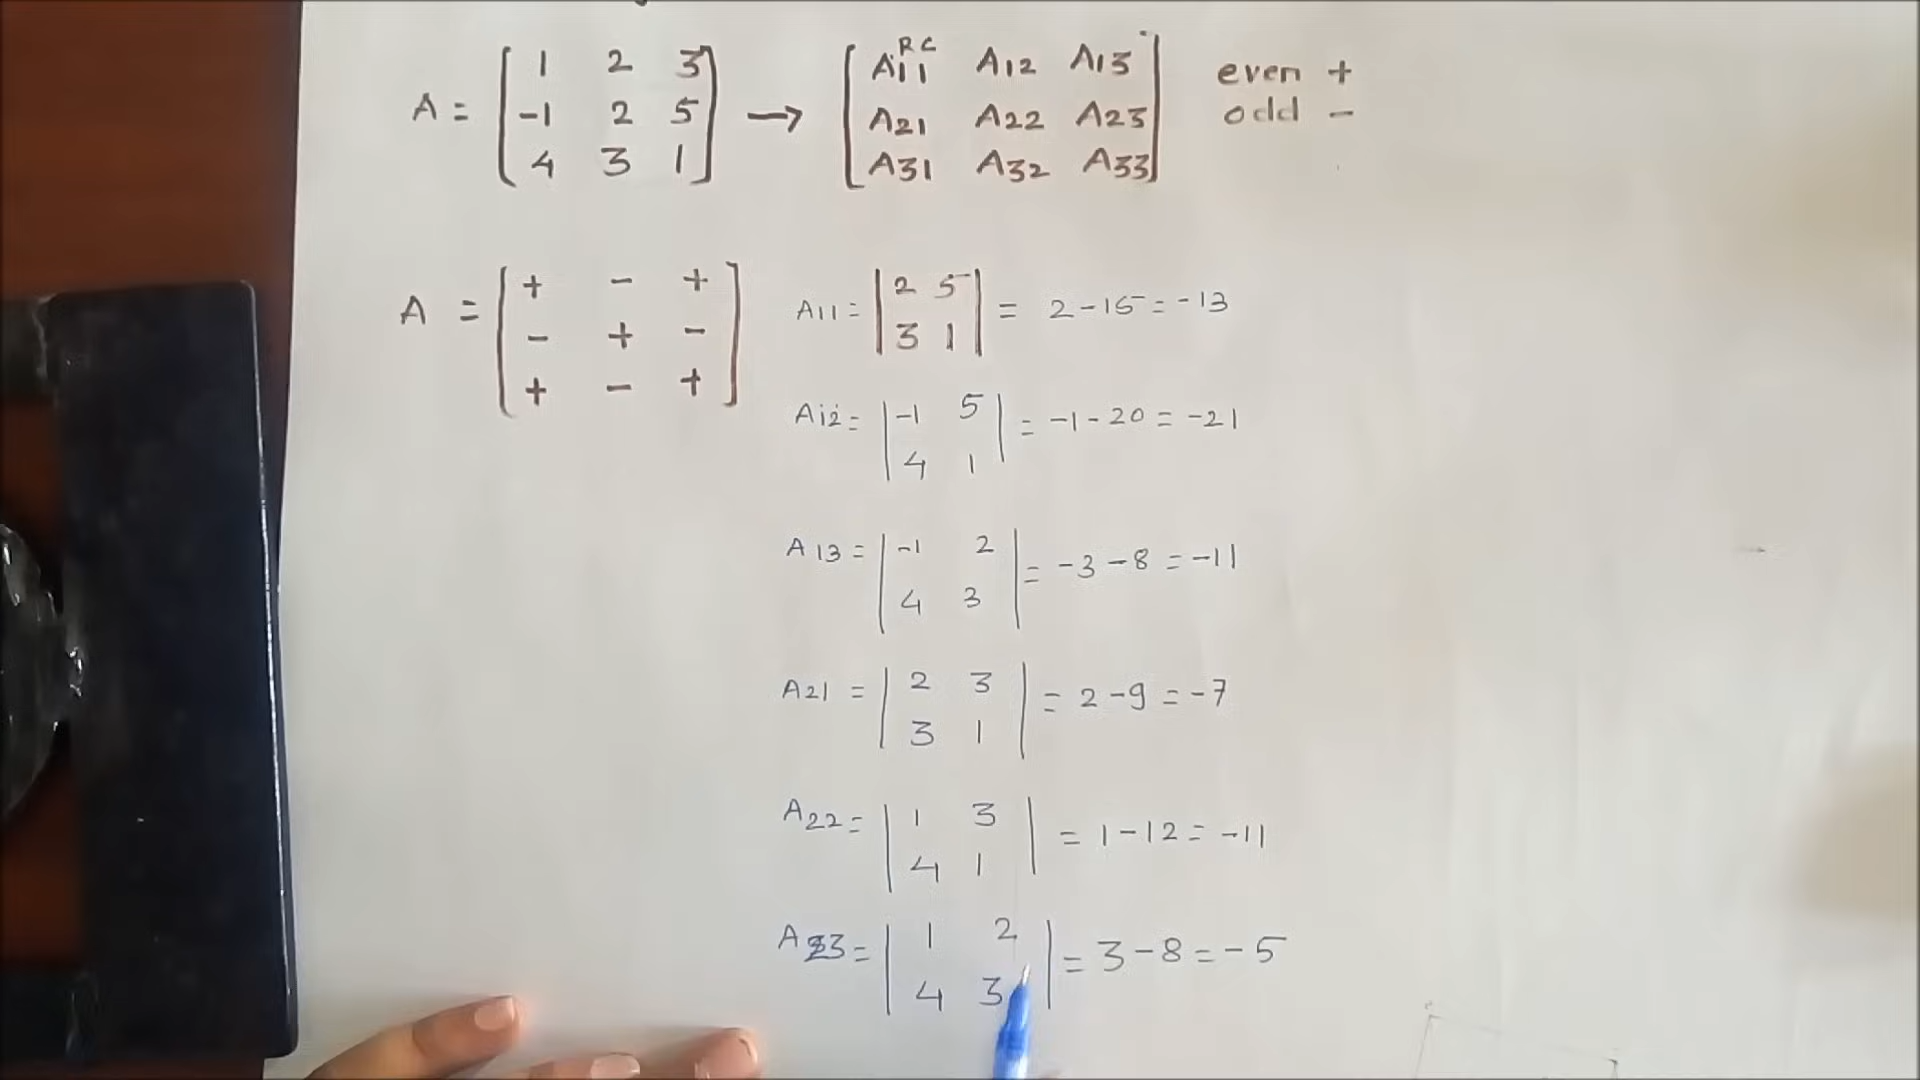 A = [ 1 2 3 → [ A11 RC A12 A13 even +
-1 2 5 A21 A22 A23 odd -
4 3 1 ] A31 A32 A33 ]
A = [ + - +
- + -
+ - + ]
A11 = | 2 5
3 1 | = 2 - 15 = -13
A12 = | -1 5
4 1 | = -1 - 20 = -21
A13 = | -1 2
4 3 | = -3 - 8 = -11
A21 = | 2 3
3 1 | = 2 - 9 = -7
A22 = | 1 3
4 1 | = 1 - 12 = -11
A23 = | 1 2
4 3 | = 3 - 8 = -5